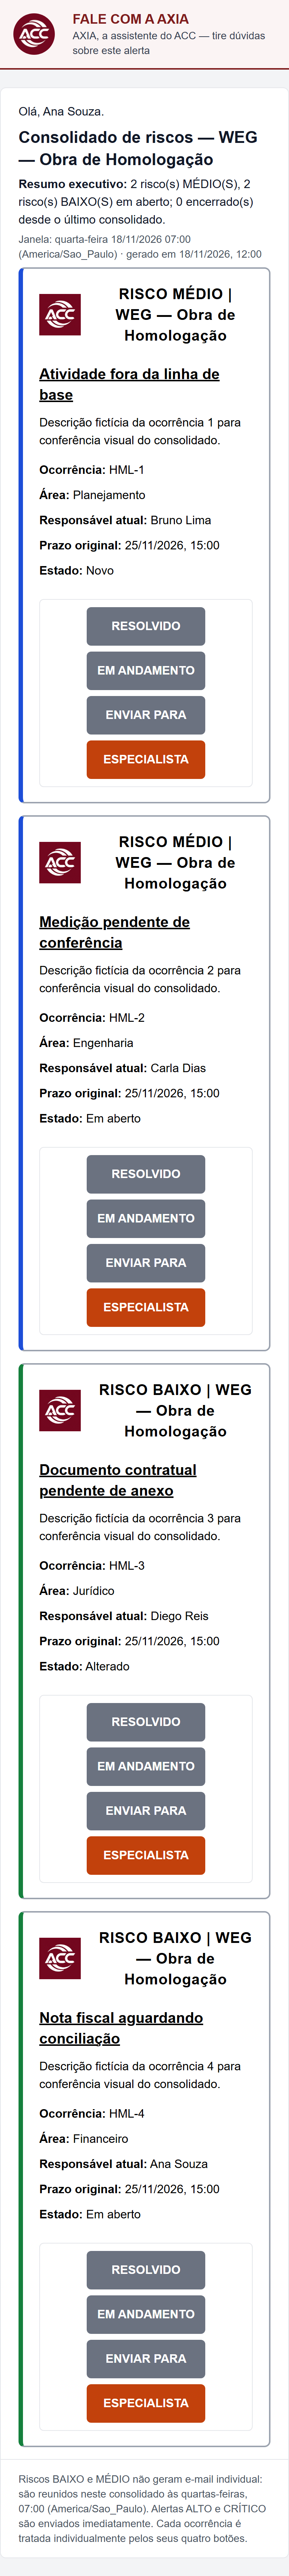 FALE COM A AXIA
AXIA, a assistente do ACC — tire dúvidas
sobre este alerta
Olá, Ana Souza.
Consolidado de riscos — WEG
— Obra de Homologação
Resumo executivo: 2 risco(s) MÉDIO(S), 2
risco(s) BAIXO(S) em aberto; 0 encerrado(s)
desde o último consolidado.
Janela: quarta-feira 18/11/2026 07:00
(America/Sao_Paulo) · gerado em 18/11/2026, 12:00
ACC
RISCO MÉDIO |
WEG — Obra de
Homologação
Atividade fora da linha de
base
Descrição fictícia da ocorrência 1 para
conferência visual do consolidado.
Ocorrência: HML-1
Área: Planejamento
Responsável atual: Bruno Lima
Prazo original: 25/11/2026, 15:00
Estado: Novo
RESOLVIDO
EM ANDAMENTO
ENVIAR PARA
ESPECIALISTA
ACC
RISCO MÉDIO |
WEG — Obra de
Homologação
Medição pendente de
conferência
Descrição fictícia da ocorrência 2 para
conferência visual do consolidado.
Ocorrência: HML-2
Área: Engenharia
Responsável atual: Carla Dias
Prazo original: 25/11/2026, 15:00
Estado: Em aberto
RESOLVIDO
EM ANDAMENTO
ENVIAR PARA
ESPECIALISTA
ACC
RISCO BAIXO | WEG
— Obra de
Homologação
Documento contratual
pendente de anexo
Descrição fictícia da ocorrência 3 para
conferência visual do consolidado.
Ocorrência: HML-3
Área: Jurídico
Responsável atual: Diego Reis
Prazo original: 25/11/2026, 15:00
Estado: Alterado
RESOLVIDO
EM ANDAMENTO
ENVIAR PARA
ESPECIALISTA
ACC
RISCO BAIXO | WEG
— Obra de
Homologação
Nota fiscal aguardando
conciliação
Descrição fictícia da ocorrência 4 para
conferência visual do consolidado.
Ocorrência: HML-4
Área: Financeiro
Responsável atual: Ana Souza
Prazo original: 25/11/2026, 15:00
Estado: Em aberto
RESOLVIDO
EM ANDAMENTO
ENVIAR PARA
ESPECIALISTA
Riscos BAIXO e MÉDIO não geram e-mail individual:
são reunidos neste consolidado às quartas-feiras,
07:00 (America/Sao_Paulo). Alertas ALTO e CRÍTICO
são enviados imediatamente. Cada ocorrência é
tratada individualmente pelos seus quatro botões.
ACC